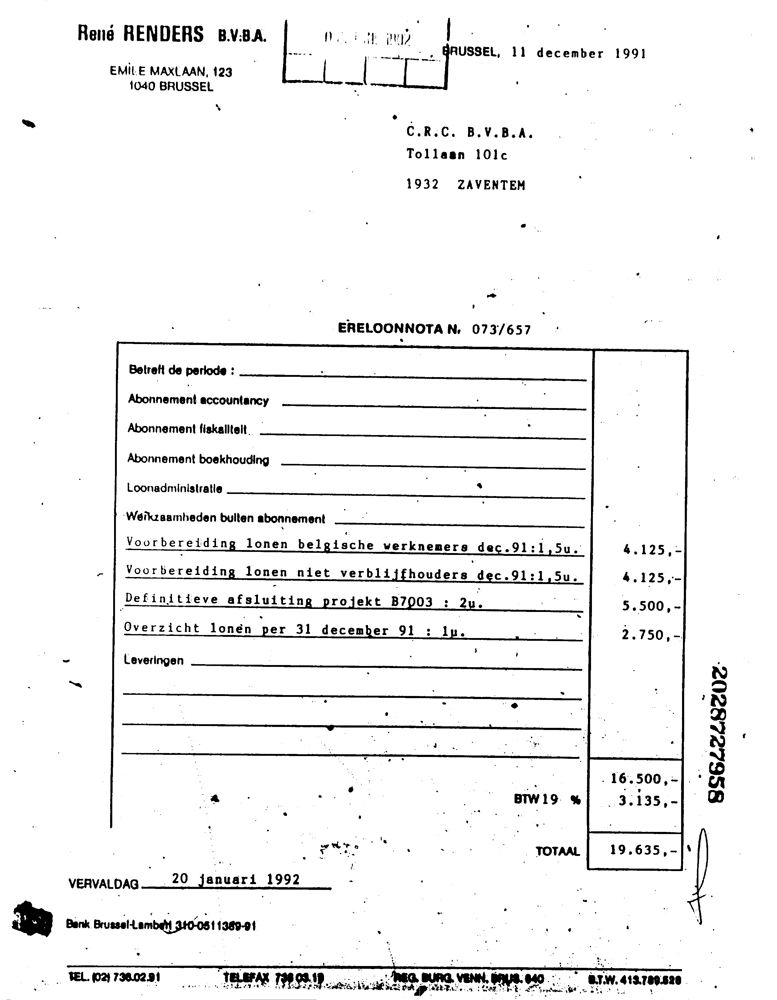 René RENDERS B.V.B.A.
EMILE MAXLAAN, 123
1040 BRUSSEL
BRUSSEL, 11 december 1991
C.R.C. B.V.B.A.
Tollaan 101c
1932 ZAVENTEM
ERELOONNOTA N. 073/657
Betreft de periode :
Abonnement accountancy
Abonnement fiskaliteit
Abonnement boekhouding
Loonadministratie
Werkzaamheden buiten abonnement
Voorbereiding lonen belgische werknemers dec.91:1,5u. 4.125,-
Voorbereiding lonen niet verblijfhouders dec.91:1,5u. 4.125,-
Definitieve afsluiting projekt B7003 : 2u. 5.500,-
Overzicht lonen per 31 december 91 : 1u. 2.750,-
Leveringen
16.500,-
BTW 19 % 3.135,-
TOTAAL 19.635,-
2028727958
VERVALDAG 20 januari 1992
Bank Brussel-Lambert 310-0511389-91
TEL. (02) 736.02.91 TELEFAX 736 03.19 REG. BURG. VENN. BRUS. 640 B.T.W. 413.789.526